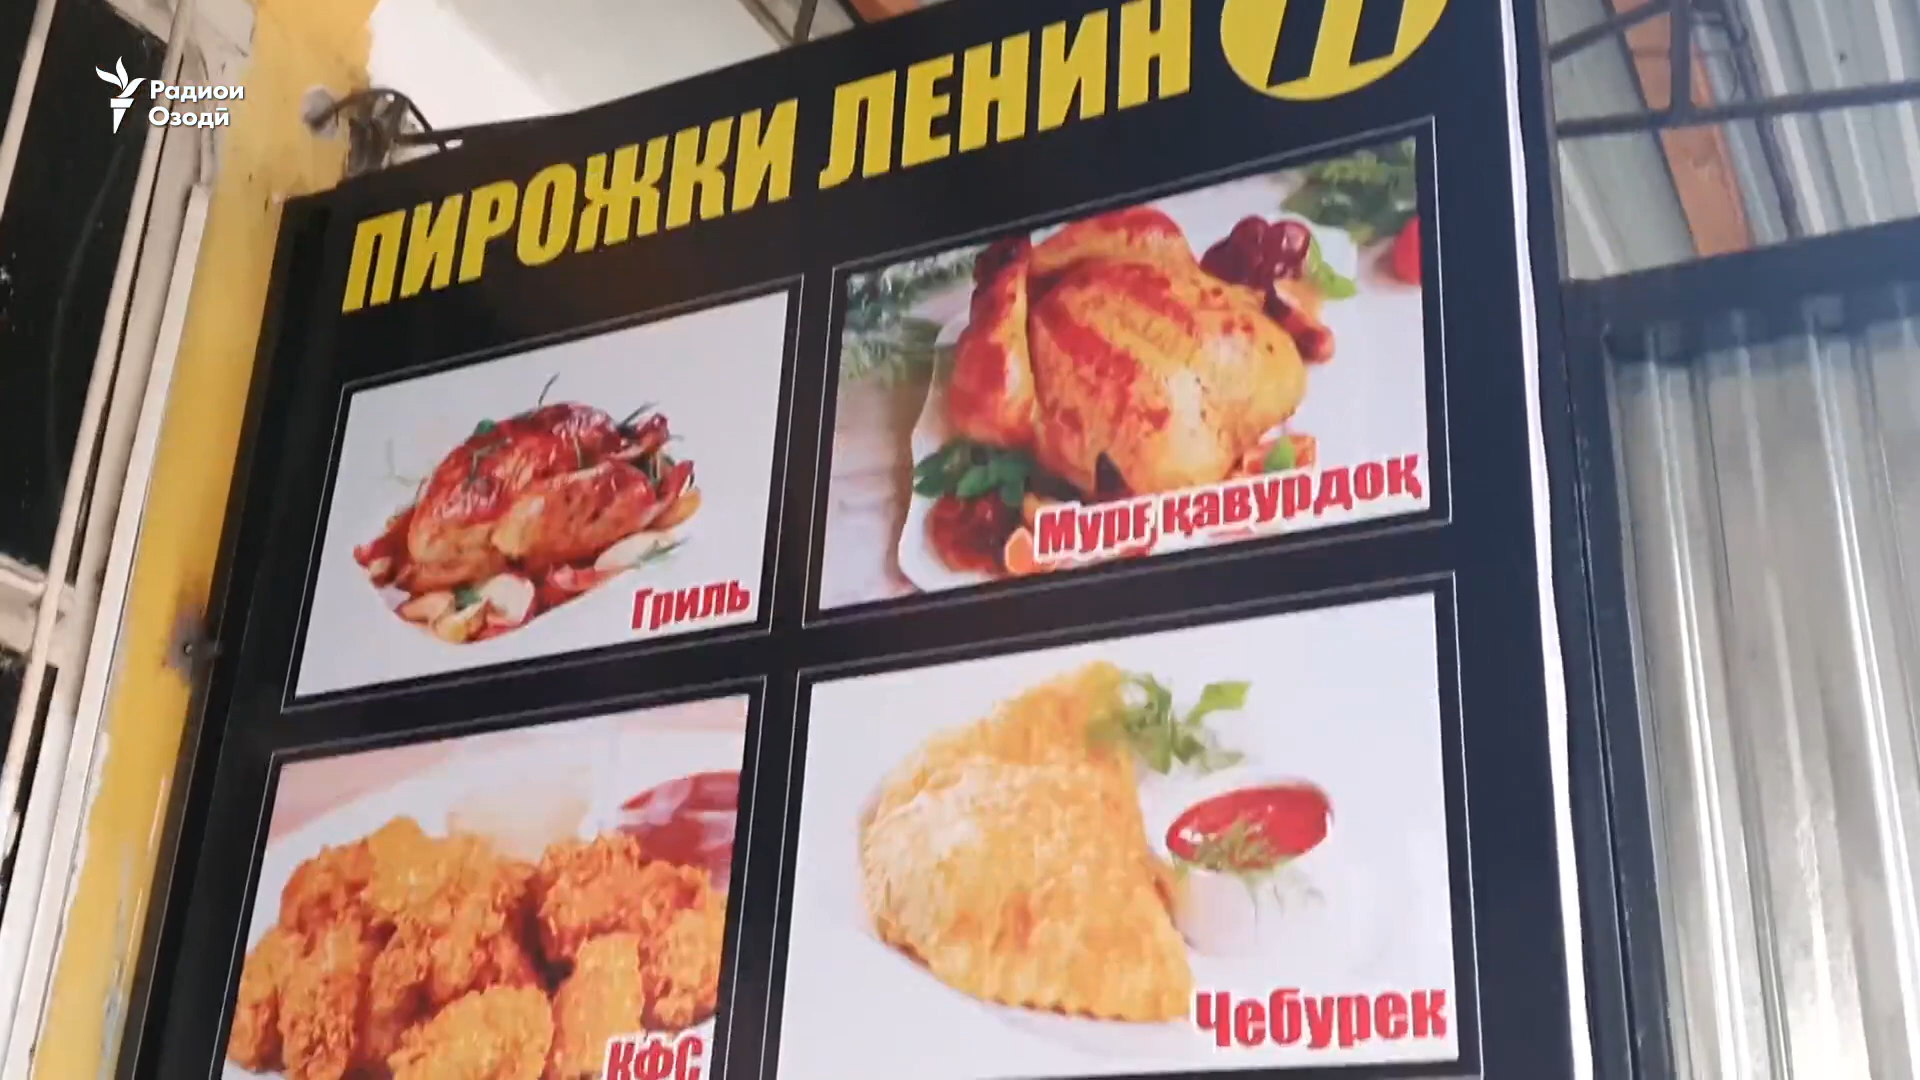 Радиои
Озодӣ
ПИРОЖКИ ЛЕНИН
Гриль
Мурғ қавурдоқ
КФС
Чебурек